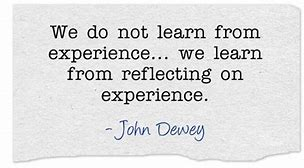 We do not learn from
experience... we learn
from reflecting on
experience.
- John Dewey